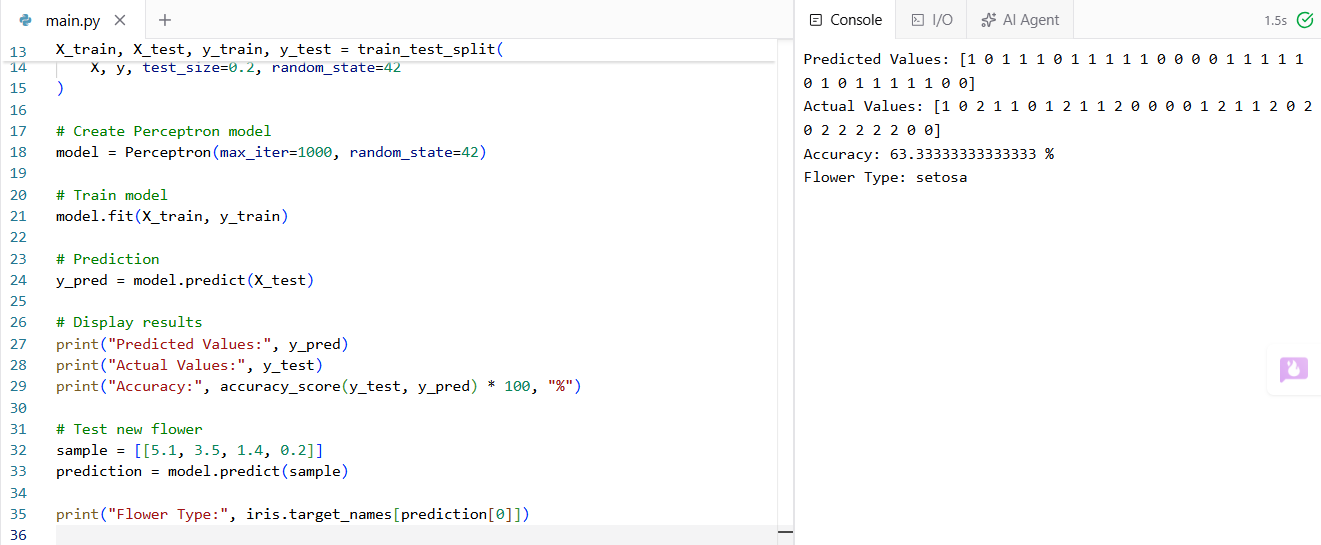 main.py
13 X_train, X_test, y_train, y_test = train_test_split(
14     X, y, test_size=0.2, random_state=42
15 )
16
17 # Create Perceptron model
18 model = Perceptron(max_iter=1000, random_state=42)
19
20 # Train model
21 model.fit(X_train, y_train)
22
23 # Prediction
24 y_pred = model.predict(X_test)
25
26 # Display results
27 print("Predicted Values:", y_pred)
28 print("Actual Values:", y_test)
29 print("Accuracy:", accuracy_score(y_test, y_pred) * 100, "%")
30
31 # Test new flower
32 sample = [[5.1, 3.5, 1.4, 0.2]]
33 prediction = model.predict(sample)
34
35 print("Flower Type:", iris.target_names[prediction[0]])
36
Console I/O AI Agent 1.5s
Predicted Values: [1 0 1 1 1 0 1 1 1 1 1 0 0 0 0 1 1 1 1 1
0 1 0 1 1 1 1 1 0 0]
Actual Values: [1 0 2 1 1 0 1 2 1 1 2 0 0 0 0 1 2 1 1 2 0 2
0 2 2 2 2 2 0 0]
Accuracy: 63.33333333333333 %
Flower Type: setosa